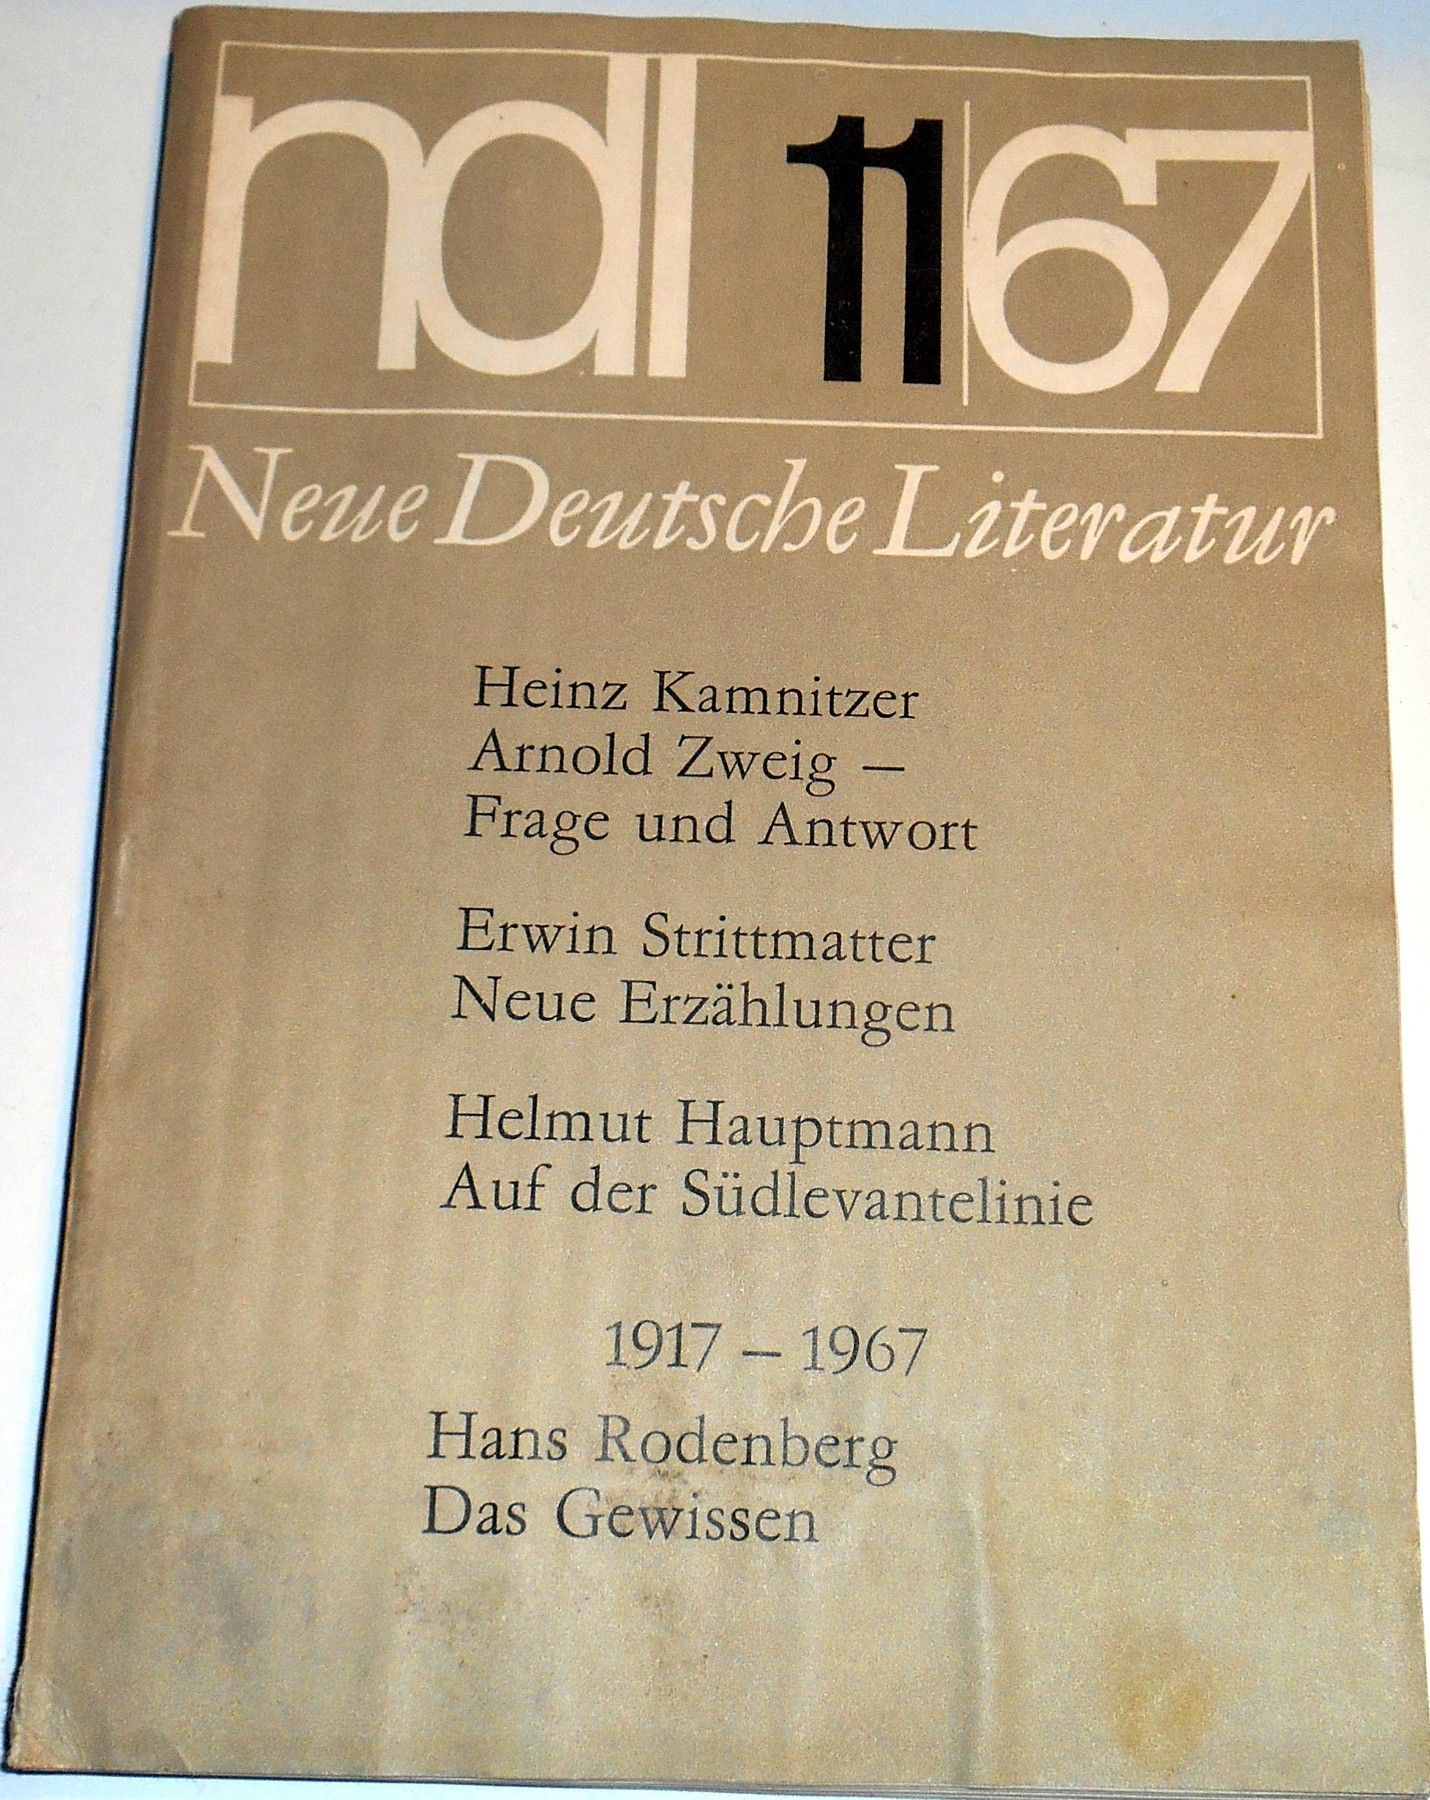 ndl 11 67
Neue Deutsche Literatur
Heinz Kamnitzer
Arnold Zweig –
Frage und Antwort
Erwin Strittmatter
Neue Erzählungen
Helmut Hauptmann
Auf der Südlevantelinie
1917 – 1967
Hans Rodenberg
Das Gewissen